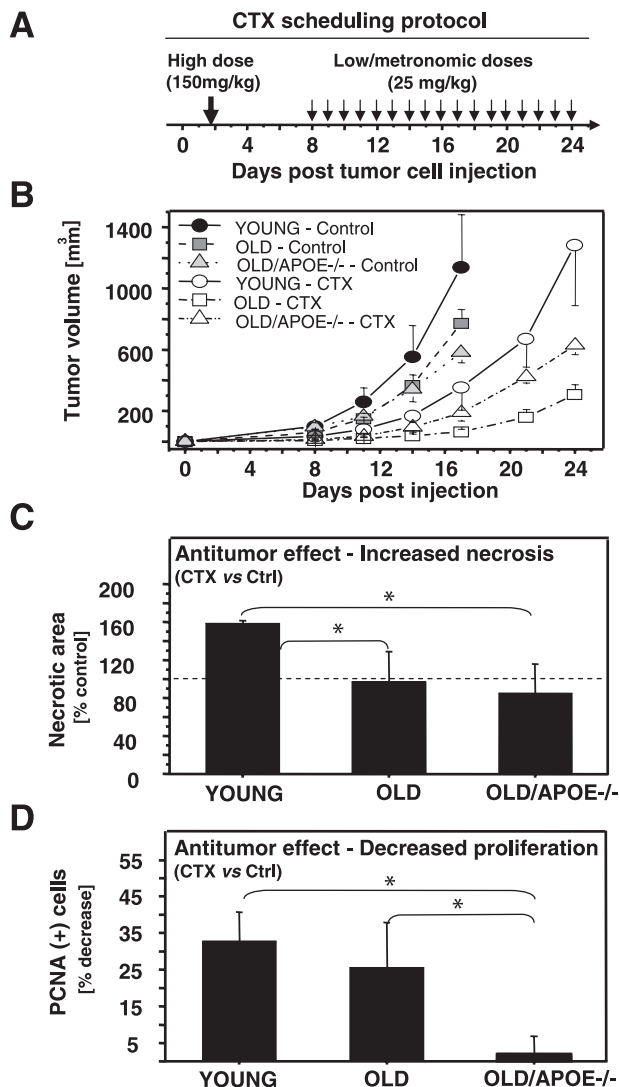 A
CTX scheduling protocol
High dose
(150mg/kg)
Low/metronomic doses
(25 mg/kg)
0 4 8 12 16 20 24
Days post tumor cell injection
B
Tumor volume [mm³]
1400
1000
600
200
YOUNG - Control
OLD - Control
OLD/APOE-/- - Control
YOUNG - CTX
OLD - CTX
OLD/APOE-/- - CTX
0 4 8 12 16 20 24
Days post injection
C
Antitumor effect - Increased necrosis
(CTX vs Ctrl)
Necrotic area
[% control]
200
160
120
80
40
0
*
*
YOUNG OLD OLD/APOE-/-
D
Antitumor effect - Decreased proliferation
(CTX vs Ctrl)
PCNA (+) cells
[% decrease]
55
45
35
25
15
5
*
*
YOUNG OLD OLD/APOE-/-